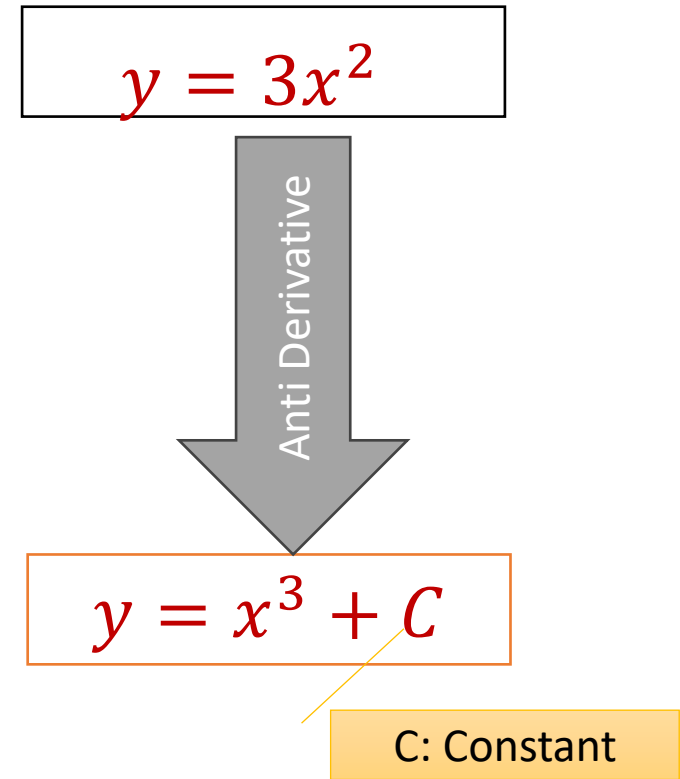 y = 3x²
Anti Derivative
y = x³ + C
C: Constant